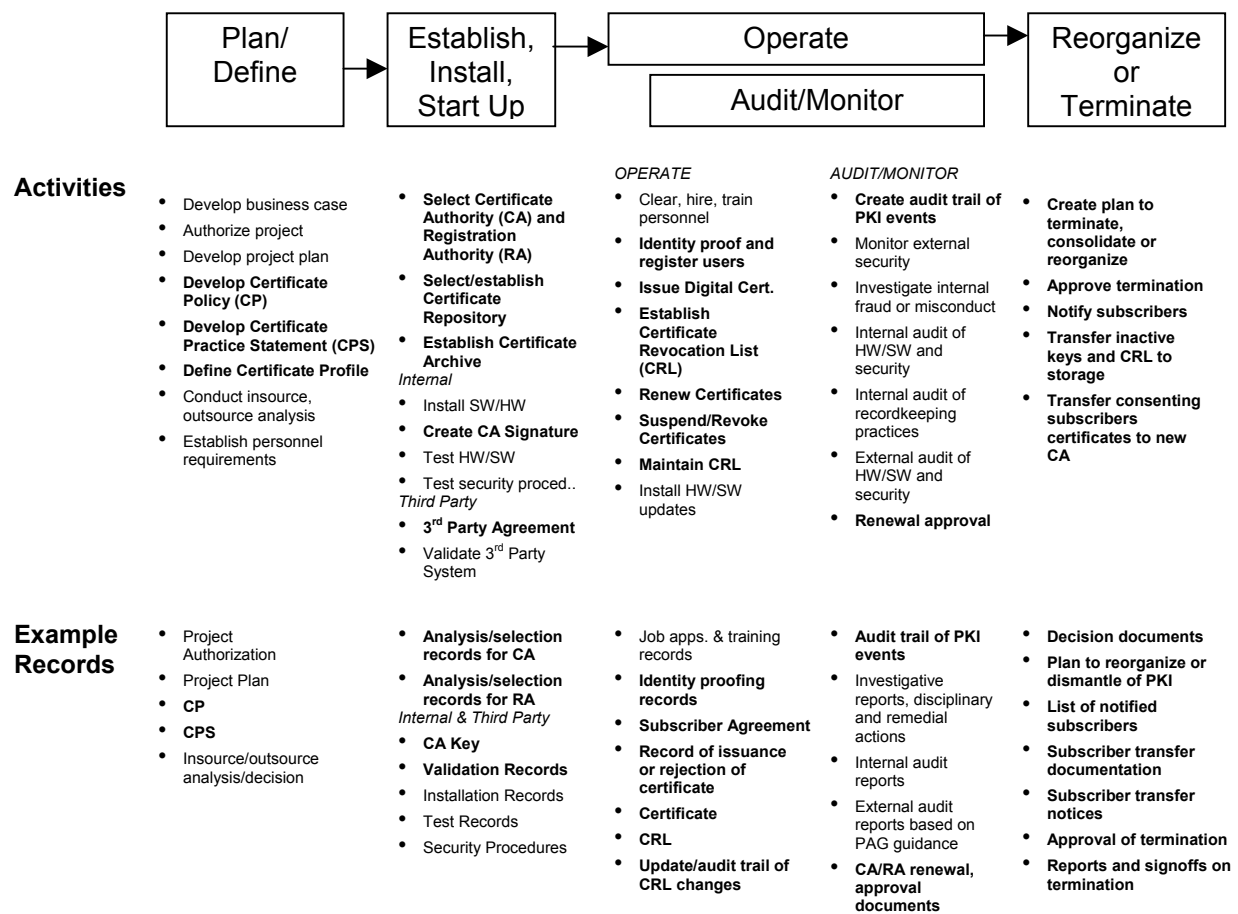 Plan/
Define
Establish,
Install,
Start Up
Operate
Audit/Monitor
Reorganize
or
Terminate
Activities
• Develop business case
• Authorize project
• Develop project plan
• Develop Certificate
Policy (CP)
• Develop Certificate
Practice Statement (CPS)
• Define Certificate Profile
• Conduct insource,
outsource analysis
• Establish personnel
requirements
• Select Certificate
Authority (CA) and
Registration
Authority (RA)
• Select/establish
Certificate
Repository
• Establish Certificate
Archive
Internal
• Install SW/HW
• Create CA Signature
• Test HW/SW
• Test security proced..
Third Party
• 3rd Party Agreement
• Validate 3rd Party
System
OPERATE
• Clear, hire, train
personnel
• Identity proof and
register users
• Issue Digital Cert.
• Establish
Certificate
Revocation List
(CRL)
• Renew Certificates
• Suspend/Revoke
Certificates
• Maintain CRL
• Install HW/SW
updates
AUDIT/MONITOR
• Create audit trail of
PKI events
• Monitor external
security
• Investigate internal
fraud or misconduct
• Internal audit of
HW/SW and
security
• Internal audit of
recordkeeping
practices
• External audit of
HW/SW and
security
• Renewal approval
• Create plan to
terminate,
consolidate or
reorganize
• Approve termination
• Notify subscribers
• Transfer inactive
keys and CRL to
storage
• Transfer consenting
subscribers
certificates to new
CA
Example
Records
• Project
Authorization
• Project Plan
• CP
• CPS
• Insource/outsource
analysis/decision
• Analysis/selection
records for CA
• Analysis/selection
records for RA
Internal & Third Party
• CA Key
• Validation Records
• Installation Records
• Test Records
• Security Procedures
• Job apps. & training
records
• Identity proofing
records
• Subscriber Agreement
• Record of issuance
or rejection of
certificate
• Certificate
• CRL
• Update/audit trail of
CRL changes
• Audit trail of PKI
events
• Investigative
reports, disciplinary
and remedial
actions
• Internal audit
reports
• External audit
reports based on
PAG guidance
• CA/RA renewal,
approval
documents
• Decision documents
• Plan to reorganize or
dismantle of PKI
• List of notified
subscribers
• Subscriber transfer
documentation
• Subscriber transfer
notices
• Approval of termination
• Reports and signoffs on
termination